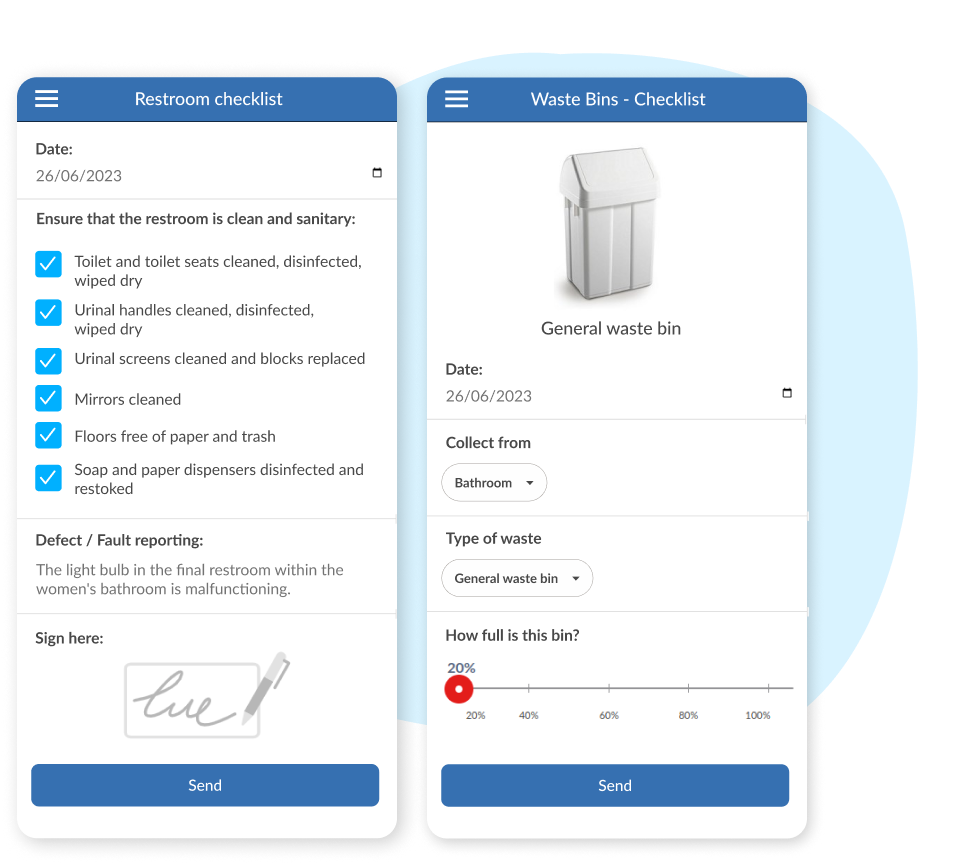 Restroom checklist
Date:
26/06/2023
Ensure that the restroom is clean and sanitary:
Toilet and toilet seats cleaned, disinfected,
wiped dry
Urinal handles cleaned, disinfected,
wiped dry
Urinal screens cleaned and blocks replaced
Mirrors cleaned
Floors free of paper and trash
Soap and paper dispensers disinfected and
restoked
Defect / Fault reporting:
The light bulb in the final restroom within the
women's bathroom is malfunctioning.
Sign here:
Send
Waste Bins - Checklist
General waste bin
Date:
26/06/2023
Collect from
Bathroom
Type of waste
General waste bin
How full is this bin?
20%
20% 40% 60% 80% 100%
Send